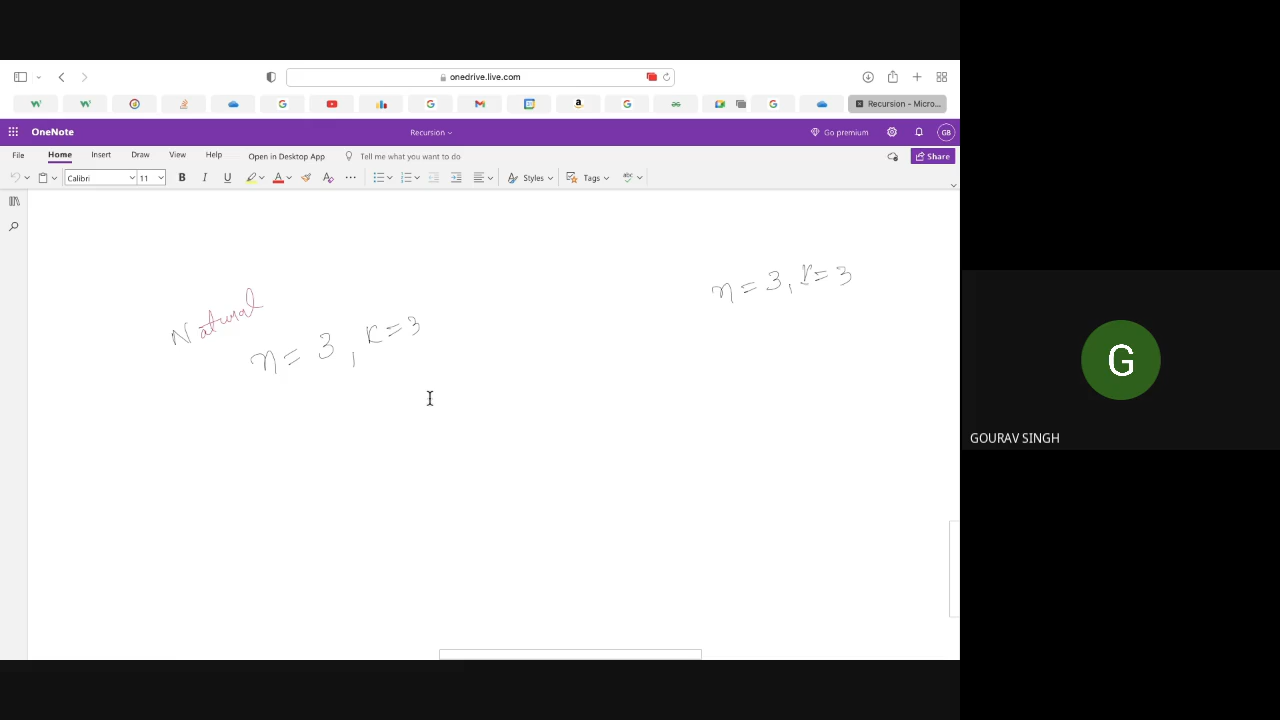 onedrive.live.com
Recursion - Micro...
OneNote
Recursion
Go premium
GB
File Home Insert Draw View Help Open in Desktop App Tell me what you want to do
Share
Calibri 11 B I U A Styles Tags abc
n = 3, K = 3
Natural
n = 3, K = 3
G
GOURAV SINGH